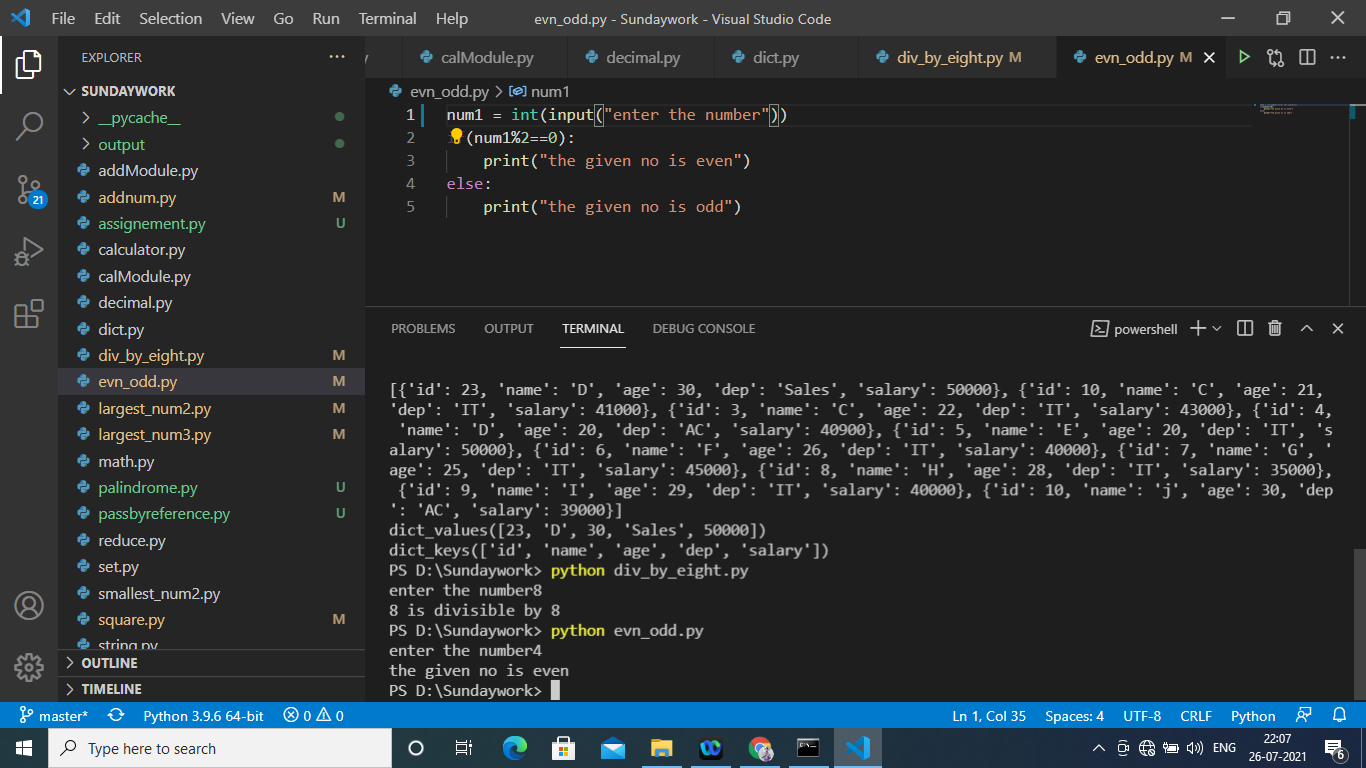 File Edit Selection View Go Run Terminal Help
evn_odd.py - Sundaywork - Visual Studio Code
EXPLORER
SUNDAYWORK
__pycache__
output
addModule.py
addnum.py M
assignement.py U
calculator.py
calModule.py
decimal.py
dict.py
div_by_eight.py M
evn_odd.py M
largest_num2.py M
largest_num3.py M
math.py
palindrome.py U
passbyreference.py U
reduce.py
set.py
smallest_num2.py
square.py M
string.py
OUTLINE
TIMELINE
21
calModule.py decimal.py dict.py div_by_eight.py M evn_odd.py M
evn_odd.py > num1
1 num1 = int(input("enter the number"))
2 (num1%2==0):
3 print("the given no is even")
4 else:
5 print("the given no is odd")
PROBLEMS OUTPUT TERMINAL DEBUG CONSOLE
powershell
[{'id': 23, 'name': 'D', 'age': 30, 'dep': 'Sales', 'salary': 50000}, {'id': 10, 'name': 'C', 'age': 21,
'dep': 'IT', 'salary': 41000}, {'id': 3, 'name': 'C', 'age': 22, 'dep': 'IT', 'salary': 43000}, {'id': 4,
'name': 'D', 'age': 20, 'dep': 'AC', 'salary': 40900}, {'id': 5, 'name': 'E', 'age': 20, 'dep': 'IT', 's
alary': 50000}, {'id': 6, 'name': 'F', 'age': 26, 'dep': 'IT', 'salary': 40000}, {'id': 7, 'name': 'G', '
age': 25, 'dep': 'IT', 'salary': 45000}, {'id': 8, 'name': 'H', 'age': 28, 'dep': 'IT', 'salary': 35000},
{'id': 9, 'name': 'I', 'age': 29, 'dep': 'IT', 'salary': 40000}, {'id': 10, 'name': 'j', 'age': 30, 'dep
': 'AC', 'salary': 39000}]
dict_values([23, 'D', 30, 'Sales', 50000])
dict_keys(['id', 'name', 'age', 'dep', 'salary'])
PS D:\Sundaywork> python div_by_eight.py
enter the number8
8 is divisible by 8
PS D:\Sundaywork> python evn_odd.py
enter the number4
the given no is even
PS D:\Sundaywork>
master* Python 3.9.6 64-bit 0 0 Ln 1, Col 35 Spaces: 4 UTF-8 CRLF Python
Type here to search
ENG
22:07
26-07-2021
6